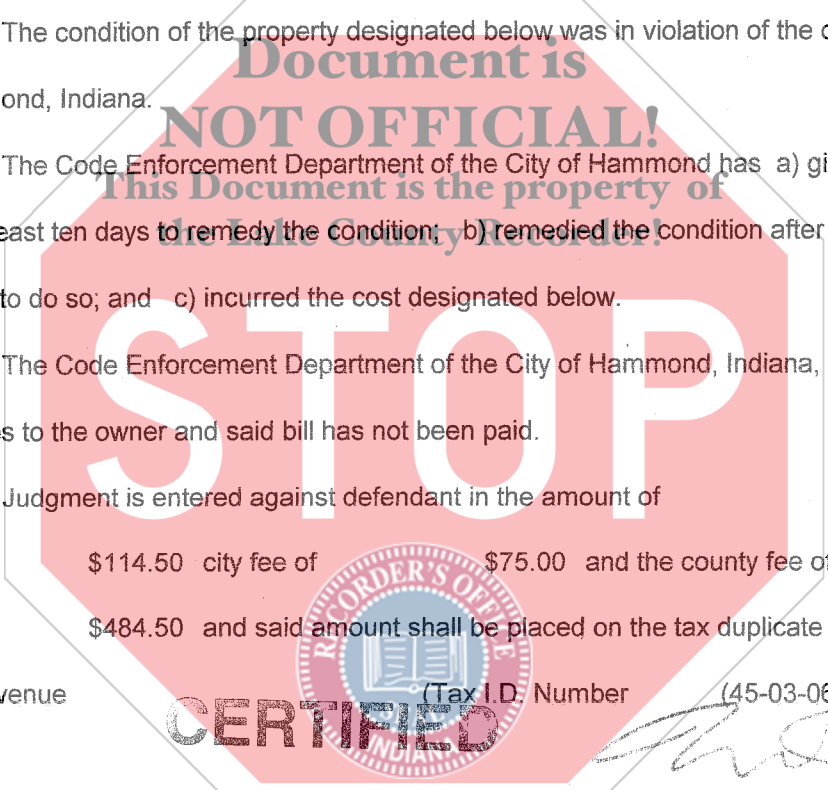 The condition of the property designated below was in violation of the
Document is
ond, Indiana.
NOT OFFICIAL!
The Code Enforcement Department of the City of Hammond has a) gi
This Document is the property of
east ten days to remedy the condition; b) remedied the condition after
the Lake County Recorder!
to do so; and c) incurred the cost designated below.
STOP
The Code Enforcement Department of the City of Hammond, Indiana,
s to the owner and said bill has not been paid.
Judgment is entered against defendant in the amount of
$114.50 city fee of $75.00 and the county fee of
RECORDER'S OFFICE
$484.50 and said amount shall be placed on the tax duplicate
venue (Tax I.D. Number (45-03-06
CERTIFIED
INDIANA